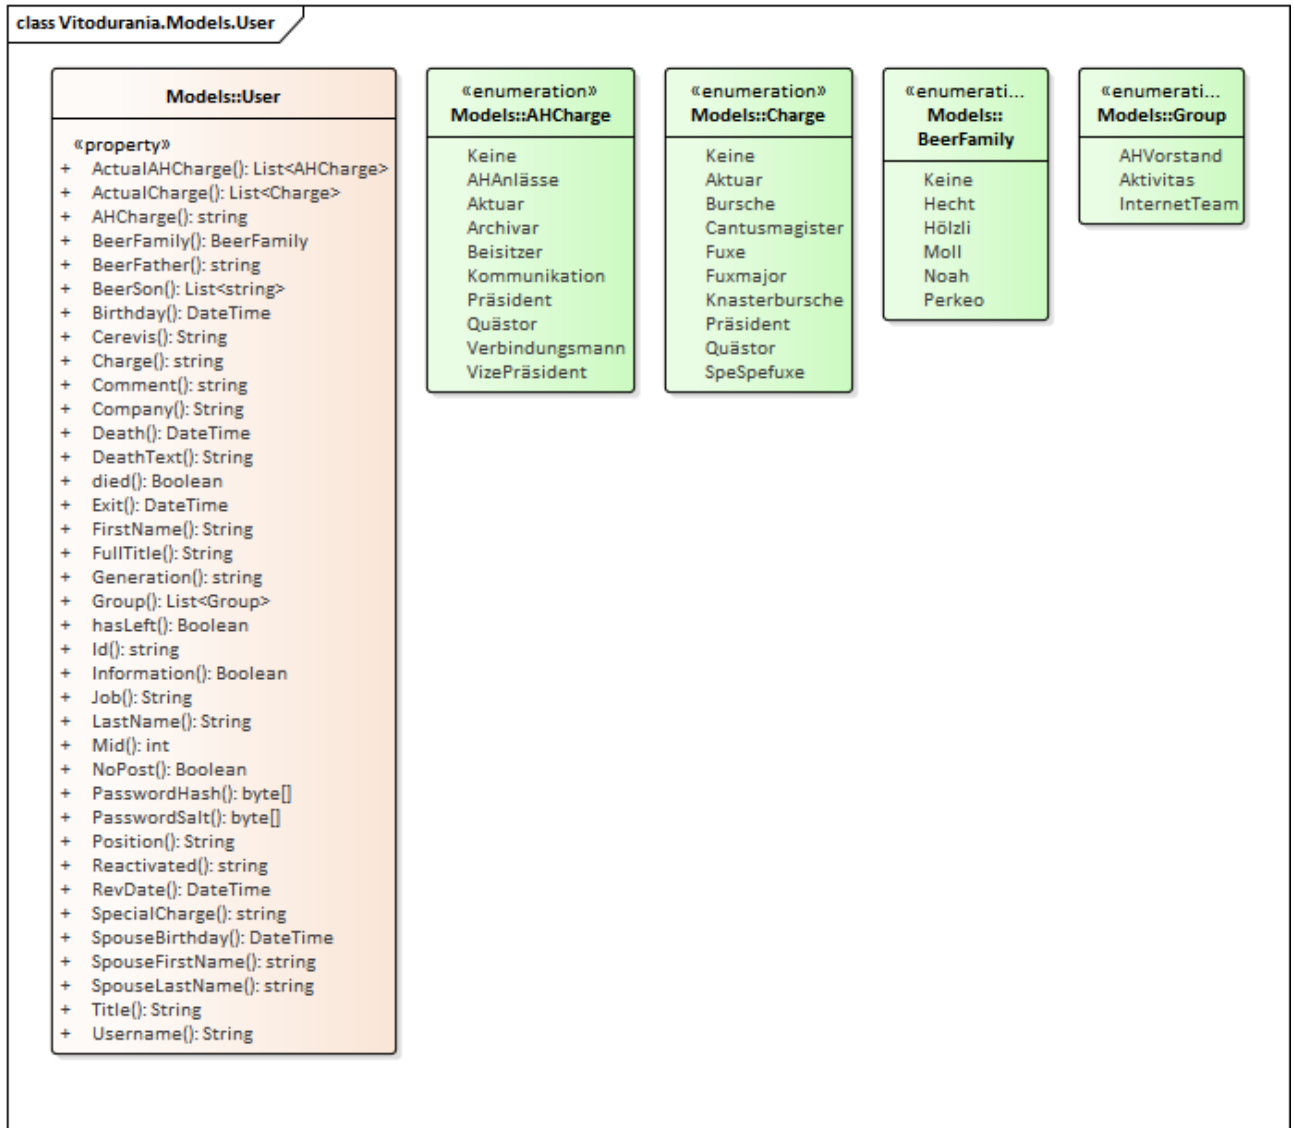 class Vitodurania.Models.User
Models::User
«property»
+ ActualAHCharge(): List<AHCharge>
+ ActualCharge(): List<Charge>
+ AHCharge(): string
+ BeerFamily(): BeerFamily
+ BeerFather(): string
+ BeerSon(): List<string>
+ Birthday(): DateTime
+ Cerevis(): String
+ Charge(): string
+ Comment(): string
+ Company(): String
+ Death(): DateTime
+ DeathText(): String
+ died(): Boolean
+ Exit(): DateTime
+ FirstName(): String
+ FullTitle(): String
+ Generation(): string
+ Group(): List<Group>
+ hasLeft(): Boolean
+ Id(): string
+ Information(): Boolean
+ Job(): String
+ LastName(): String
+ Mid(): int
+ NoPost(): Boolean
+ PasswordHash(): byte[]
+ PasswordSalt(): byte[]
+ Position(): String
+ Reactivated(): string
+ RevDate(): DateTime
+ SpecialCharge(): string
+ SpouseBirthday(): DateTime
+ SpouseFirstName(): string
+ SpouseLastName(): string
+ Title(): String
+ Username(): String
«enumeration»
Models::AHCharge
Keine
AHAnlässe
Aktuar
Archivar
Beisitzer
Kommunikation
Präsident
Quästor
Verbindungsmann
VizePräsident
«enumeration»
Models::Charge
Keine
Aktuar
Bursche
Cantusmagister
Fuxe
Fuxmajor
Knasterbursche
Präsident
Quästor
SpeSpefuxe
«enumerati...
Models::
BeerFamily
Keine
Hecht
Hölzli
Moll
Noah
Perkeo
«enumerati...
Models::Group
AHVorstand
Aktivitas
InternetTeam